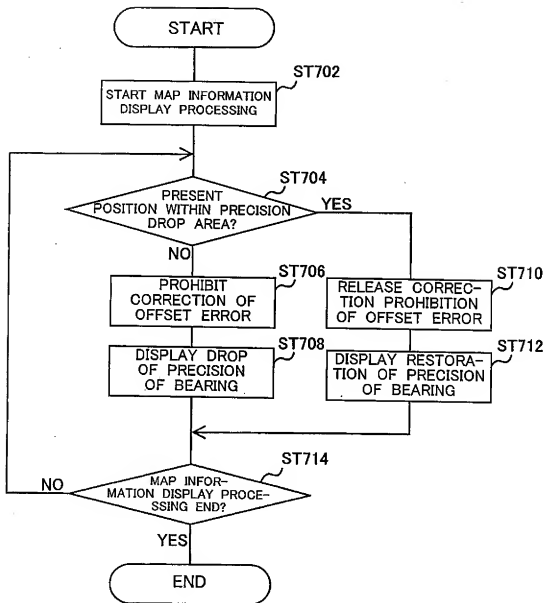 START
ST702
START MAP INFORMATION
DISPLAY PROCESSING
ST704
PRESENT
POSITION WITHIN PRECISION
DROP AREA?
YES
NO
ST706
PROHIBIT
CORRECTION OF
OFFSET ERROR
ST710
RELEASE CORREC-
TION PROHIBITION
OF OFFSET ERROR
ST708
DISPLAY DROP
OF PRECISION
OF BEARING
ST712
DISPLAY RESTORA-
TION OF PRECISION
OF BEARING
ST714
MAP INFOR-
MATION DISPLAY PROCE-
SSING END?
NO
YES
END